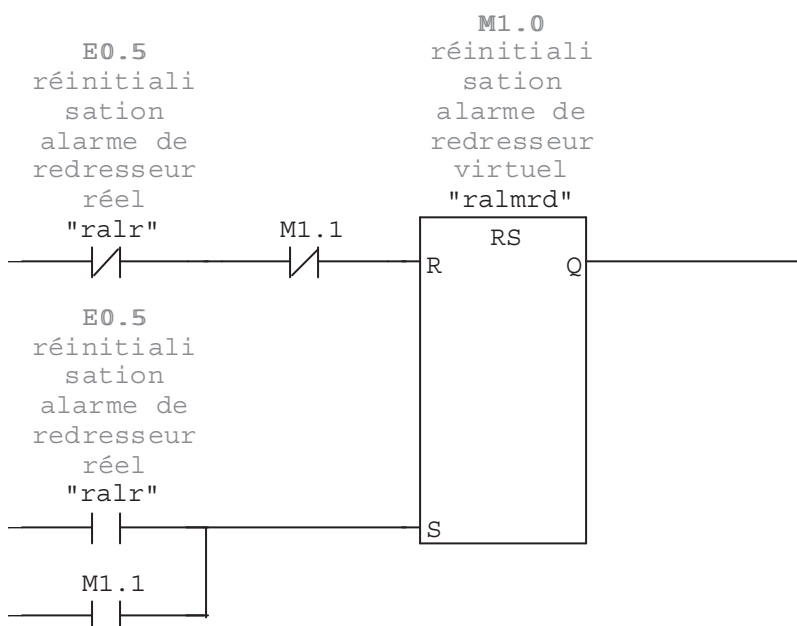 E0.5
réinitiali
sation
alarme de
redresseur
réel
"ralr"
M1.1
M1.0
réinitiali
sation
alarme de
redresseur
virtuel
"ralmrd"
RS
R
Q
E0.5
réinitiali
sation
alarme de
redresseur
réel
"ralr"
S
M1.1